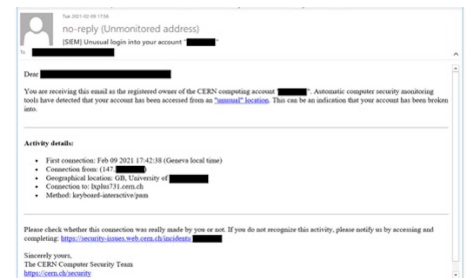 Tue 2021-02-09 17:56
no-reply (Unmonitored address)
[SIEM] Unusual login into your account "
To
Dear
You are receiving this email as the registered owner of the CERN computing account " ". Automatic computer security monitoring
tools have detected that your account has been accessed from an "unusual" location. This can be an indication that your account has been broken
into.
Activity details:
• First connection: Feb 09 2021 17:42:38 (Geneva local time)
• Connection from: (147.
• Geographical location: GB, University of
• Connection to: lxplus731.cern.ch
• Method: keyboard-interactive/pam
Please check whether this connection was really made by you or not. If you do not recognize this activity, please notify us by accessing and
completing: https://security-issues.web.cern.ch/incidents
Sincerely yours,
The CERN Computer Security Team
https://cern.ch/security